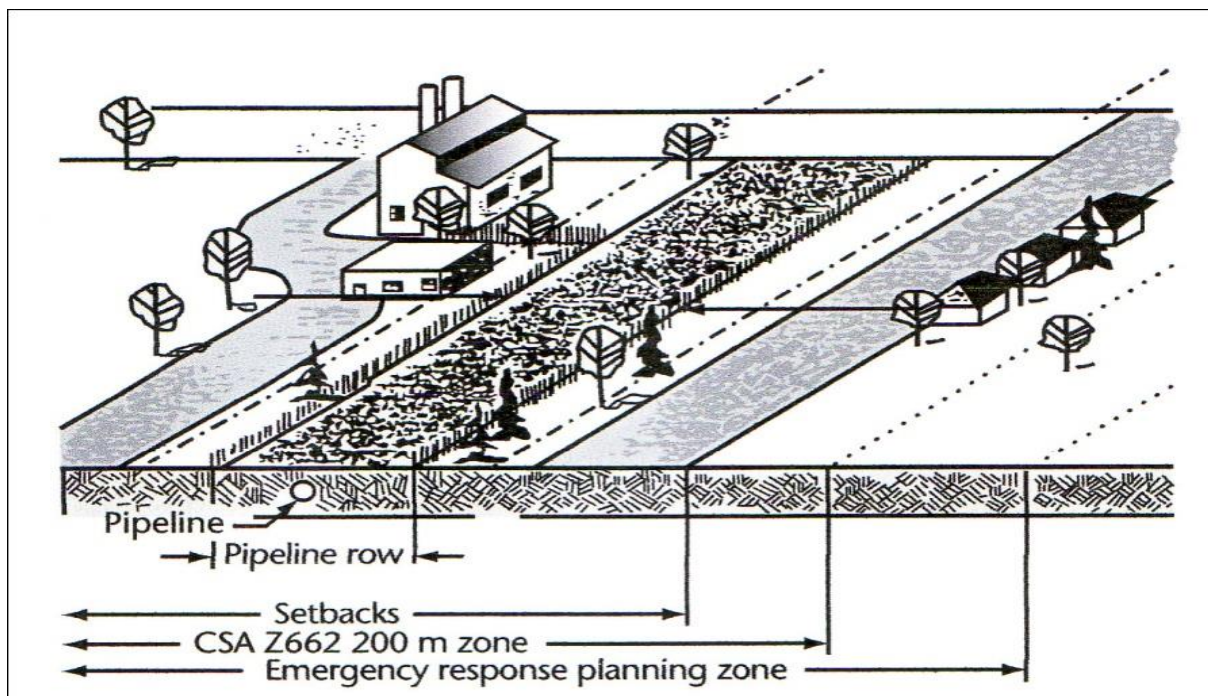 Pipeline
Pipeline row
Setbacks
CSA Z662 200 m zone
Emergency response planning zone